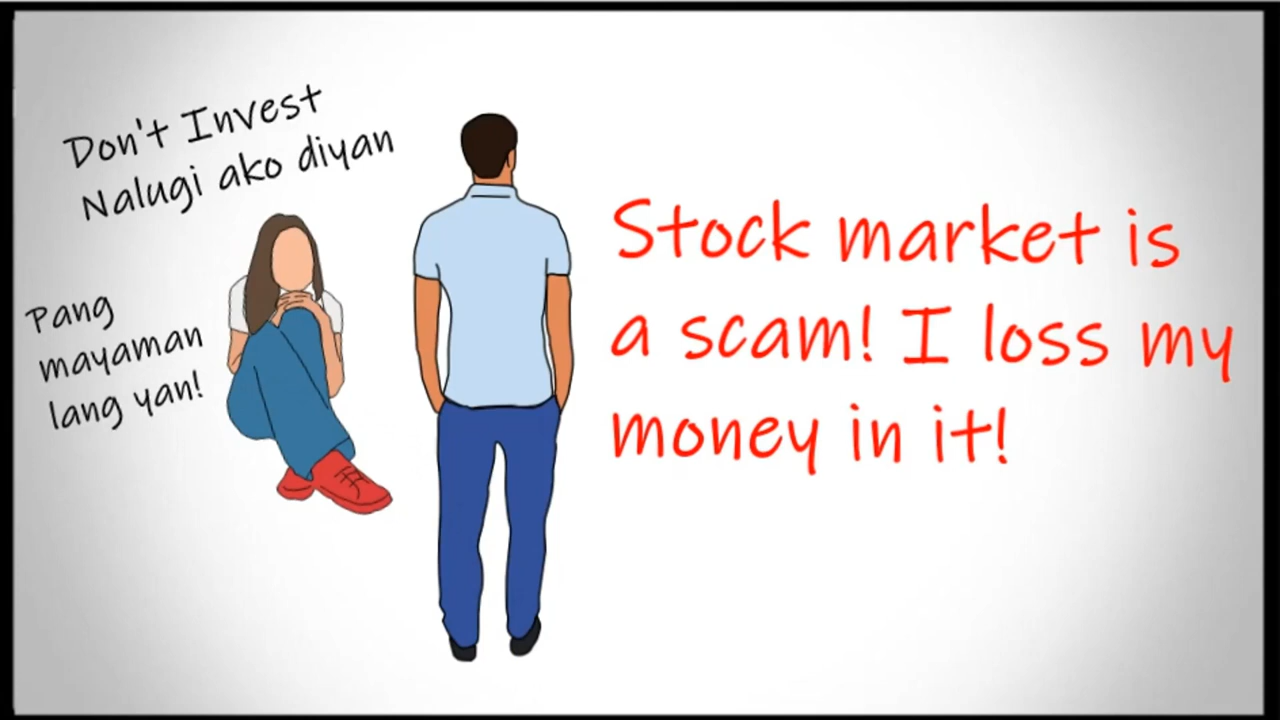 Don't Invest
Nalugi ako diyan
Pang
mayaman
lang yan!
Stock market is
a scam! I loss my
money in it!